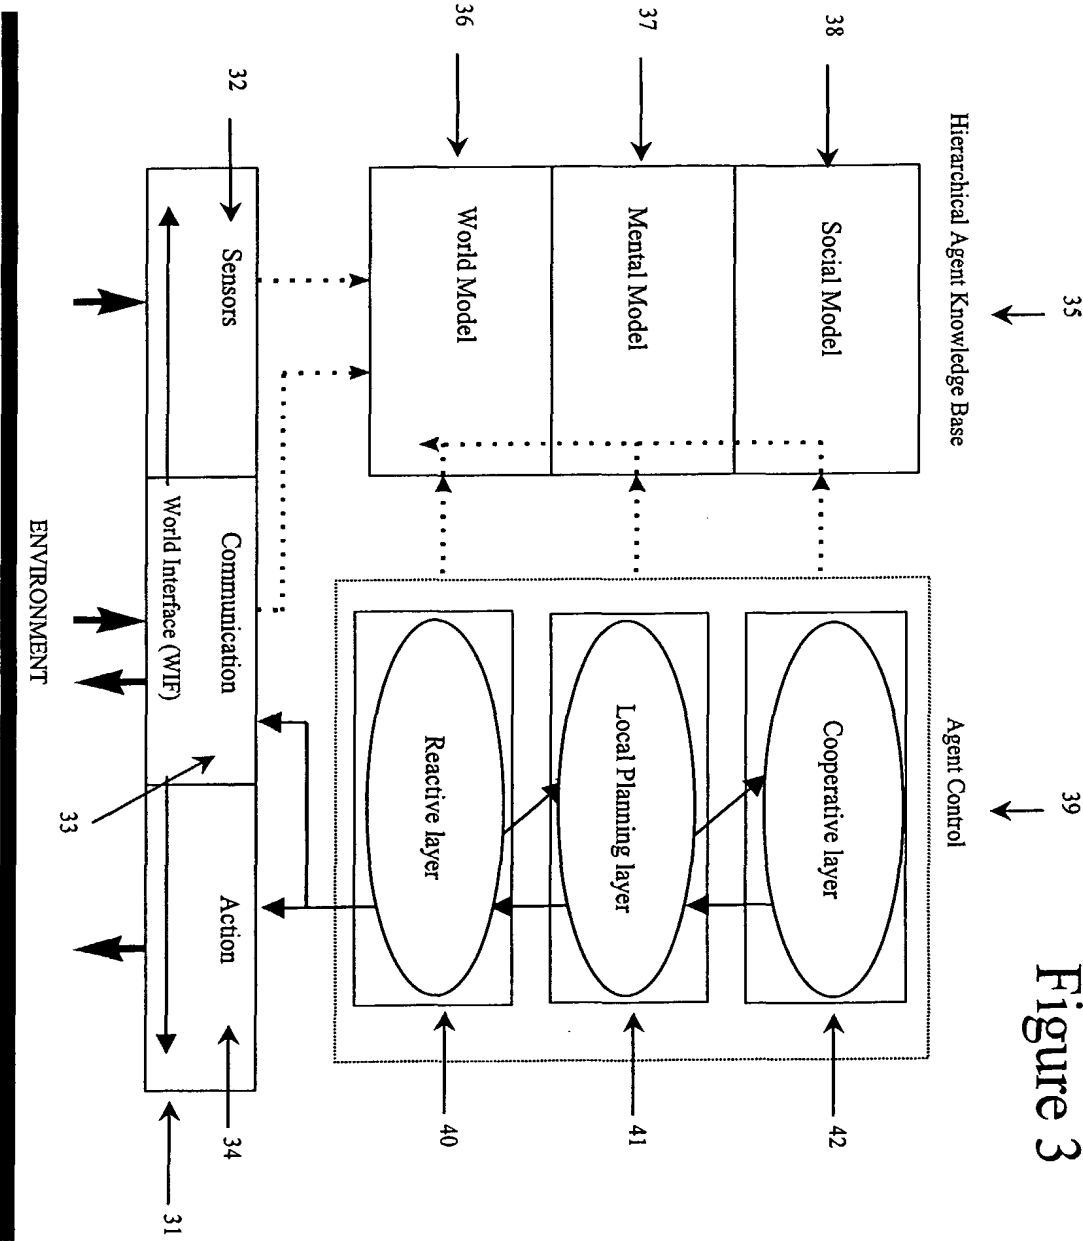 Figure 3
35
39
Hierarchical Agent Knowledge Base
Agent Control
38
Social Model
Cooperative layer
42
37
Mental Model
Local Planning layer
41
36
World Model
Reactive layer
40
32
Sensors
Communication
Action
34
World Interface (WIF)
31
33
ENVIRONMENT